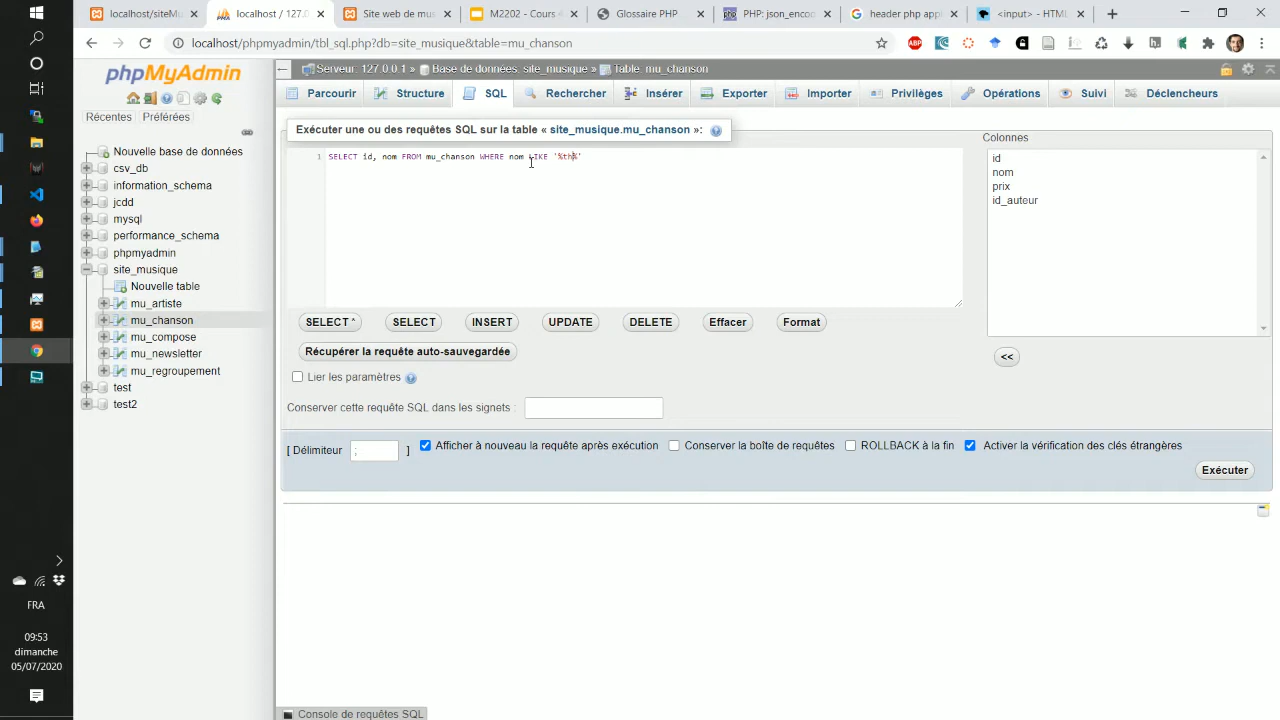 localhost/siteMu
localhost / 127.0
Site web de mus
M2202 - Cours 4
Glossaire PHP
PHP: json_enco
header php app
<input> - HTML
localhost/phpmyadmin/tbl_sql.php?db=site_musique&table=mu_chanson
phpMyAdmin
Récentes Préférées
Nouvelle base de données
csv_db
information_schema
jcdd
mysql
performance_schema
phpmyadmin
site_musique
Nouvelle table
mu_artiste
mu_chanson
mu_compose
mu_newsletter
mu_regroupement
test
test2
Serveur: 127.0.0.1 » Base de données: site_musique » Table: mu_chanson
Parcourir Structure SQL Rechercher Insérer Exporter Importer Privilèges Opérations Suivi Déclencheurs
Exécuter une ou des requêtes SQL sur la table « site_musique.mu_chanson »:
1 SELECT id, nom FROM mu_chanson WHERE nom LIKE '%th%'
Colonnes
id
nom
prix
id_auteur
SELECT * SELECT INSERT UPDATE DELETE Effacer Format
<<
Récupérer la requête auto-sauvegardée
Lier les paramètres
Conserver cette requête SQL dans les signets :
[ Délimiteur ; ] Afficher à nouveau la requête après exécution Conserver la boîte de requêtes ROLLBACK à la fin Activer la vérification des clés étrangères
Exécuter
Console de requêtes SQL
FRA
09:53
dimanche
05/07/2020